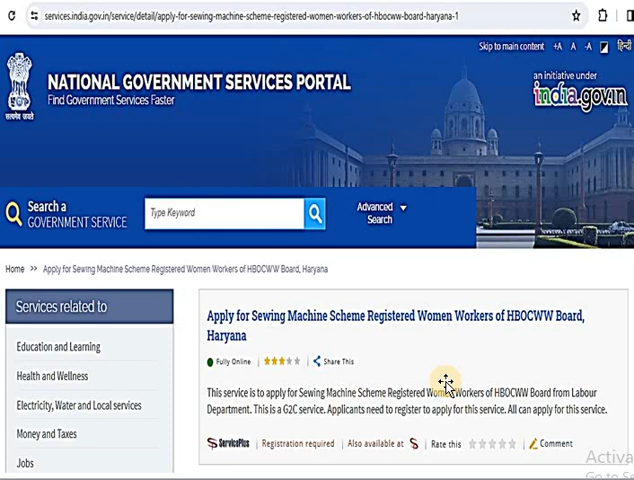 services.india.gov.in/service/detail/apply-for-sewing-machine-scheme-registered-women-workers-of-hbocww-board-haryana-1
Skip to main content +A A -A हिन्दी
NATIONAL GOVERNMENT SERVICES PORTAL
Find Government Services Faster
सत्यमेव जयते
an initiative under
india.gov.in
Search a
GOVERNMENT SERVICE
Type Keyword
Advanced
Search
Home >> Apply for Sewing Machine Scheme Registered Women Workers of HBOCWW Board, Haryana
Services related to
Education and Learning
Health and Wellness
Electricity, Water and Local services
Money and Taxes
Jobs
Apply for Sewing Machine Scheme Registered Women Workers of HBOCWW Board,
Haryana
Fully Online Share This
This service is to apply for Sewing Machine Scheme Registered Women Workers of HBOCWW Board from Labour
Department. This is a G2C service. Applicants need to register to apply for this service. All can apply for this service.
ServicePlus Registration required Also available at Rate this Comment
Activa
Go to Se